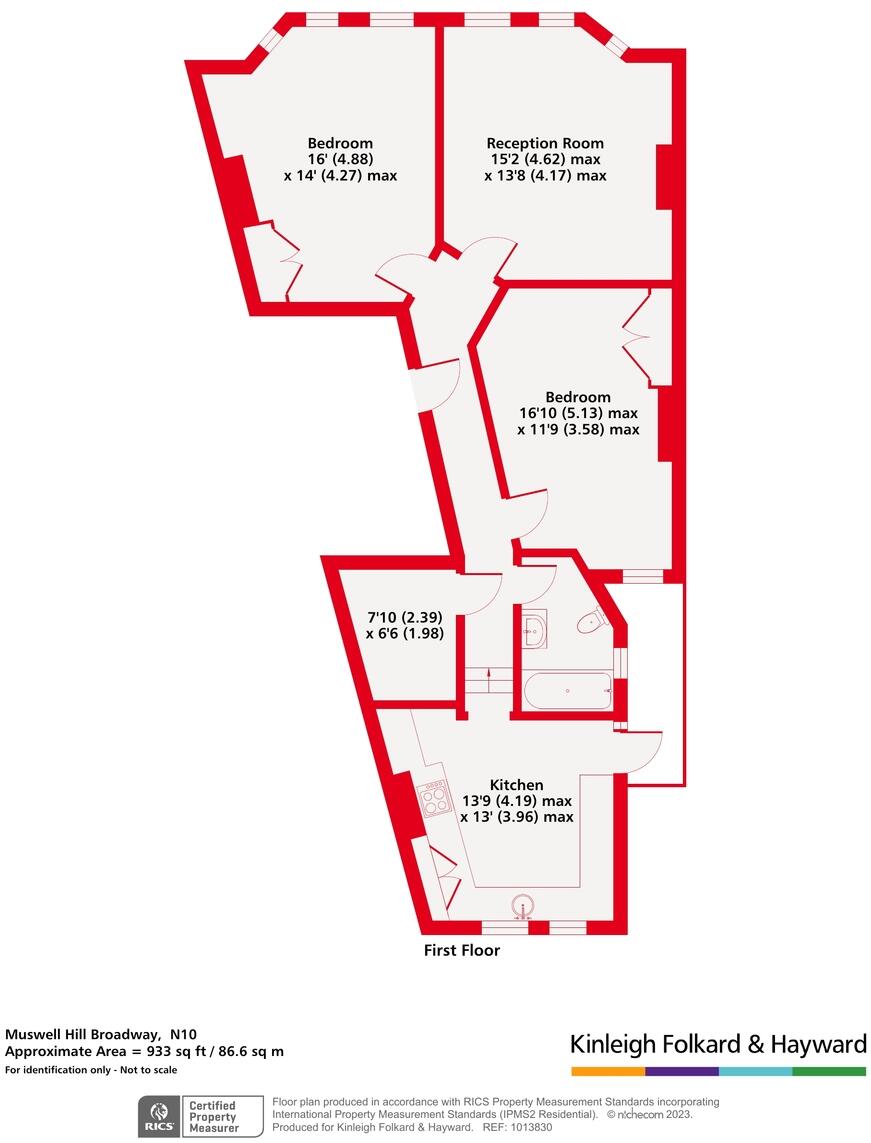 Bedroom
16' (4.88)
x 14' (4.27) max
Reception Room
15'2 (4.62) max
x 13'8 (4.17) max
Bedroom
16'10 (5.13) max
x 11'9 (3.58) max
7'10 (2.39)
x 6'6 (1.98)
Kitchen
13'9 (4.19) max
x 13' (3.96) max
First Floor
Muswell Hill Broadway, N10
Approximate Area = 933 sq ft / 86.6 sq m
For identification only - Not to scale
Kinleigh Folkard & Hayward
RICS
Certified
Property
Measurer
Floor plan produced in accordance with RICS Property Measurement Standards incorporating
International Property Measurement Standards (IPMS2 Residential). © nichecom 2023.
Produced for Kinleigh Folkard & Hayward. REF: 1013830